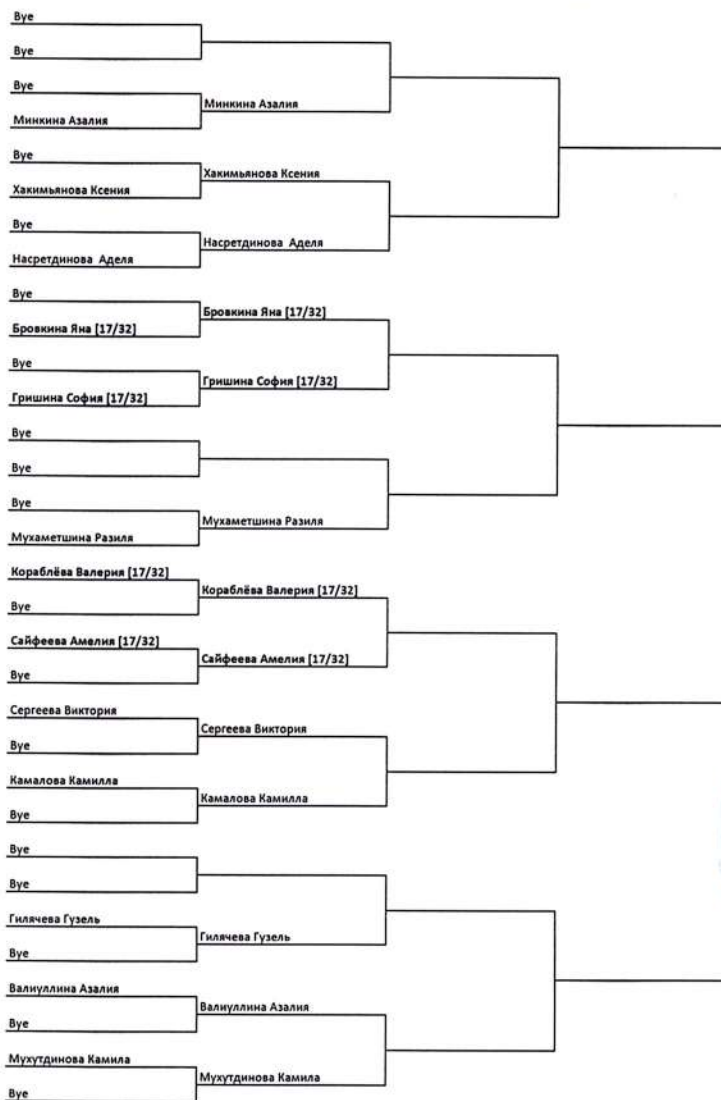 Bye
Bye
Bye
Минкина Азалия
Bye
Хакимьянова Ксения
Bye
Насретдинова Аделя
Bye
Бровкина Яна [17/32]
Bye
Гришина София [17/32]
Bye
Bye
Bye
Мухаметшина Разиля
Кораблёва Валерия [17/32]
Bye
Сайфеева Амелия [17/32]
Bye
Сергеева Виктория
Bye
Камалова Камилла
Bye
Bye
Bye
Гилячева Гузель
Bye
Валиуллина Азалия
Bye
Мухутдинова Камила
Bye
Минкина Азалия
Хакимьянова Ксения
Насретдинова Аделя
Бровкина Яна [17/32]
Гришина София [17/32]
Мухаметшина Разиля
Кораблёва Валерия [17/32]
Сайфеева Амелия [17/32]
Сергеева Виктория
Камалова Камилла
Гилячева Гузель
Валиуллина Азалия
Мухутдинова Камила